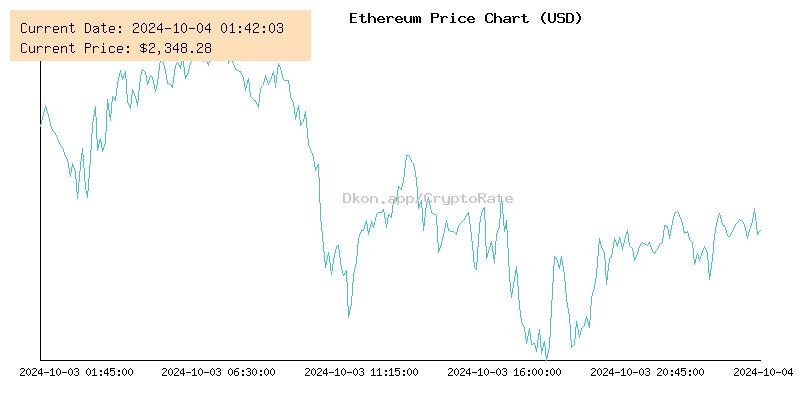 Ethereum Price Chart (USD)
Current Date: 2024-10-04 01:42:03
Current Price: $2,348.28
Dkon.app/CryptoRate
2024-10-03 01:45:00 2024-10-03 06:30:00 2024-10-03 11:15:00 2024-10-03 16:00:00 2024-10-03 20:45:00 2024-10-04